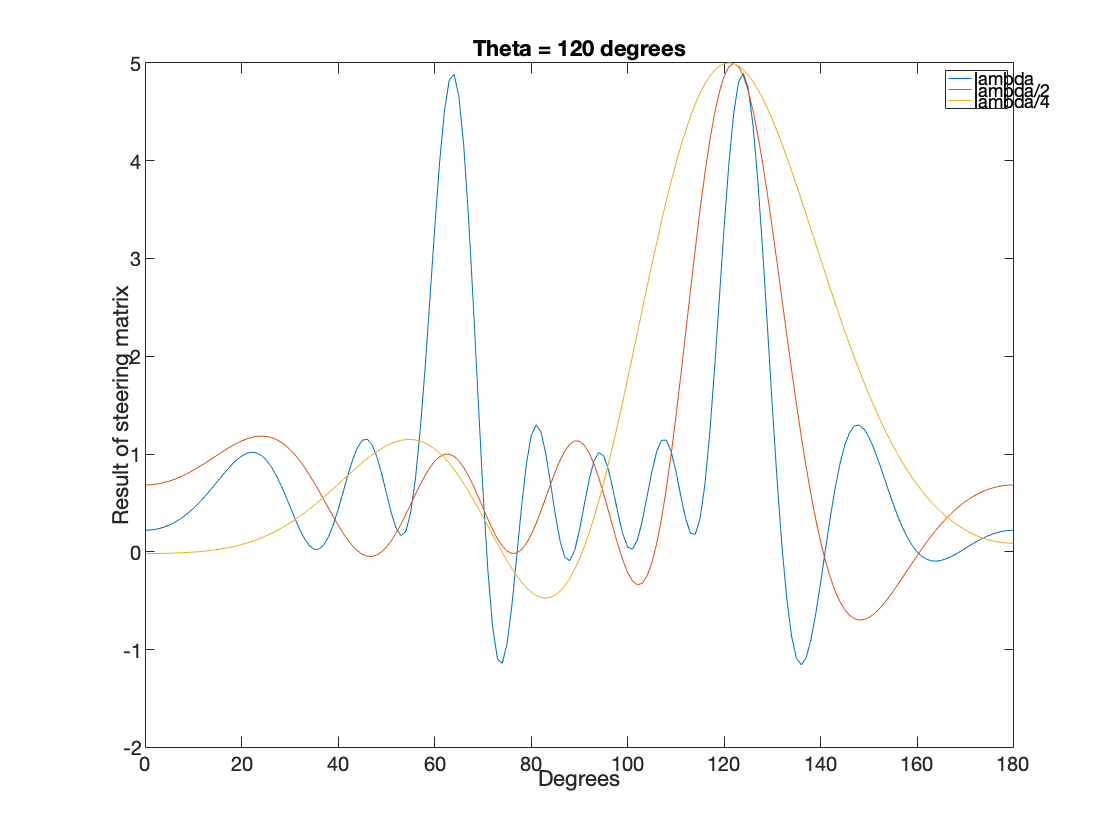 Theta = 120 degrees
lambda
lambda/2
lambda/4
Result of steering matrix
5
4
3
2
1
0
-1
-2
0 20 40 60 80 100 120 140 160 180
Degrees